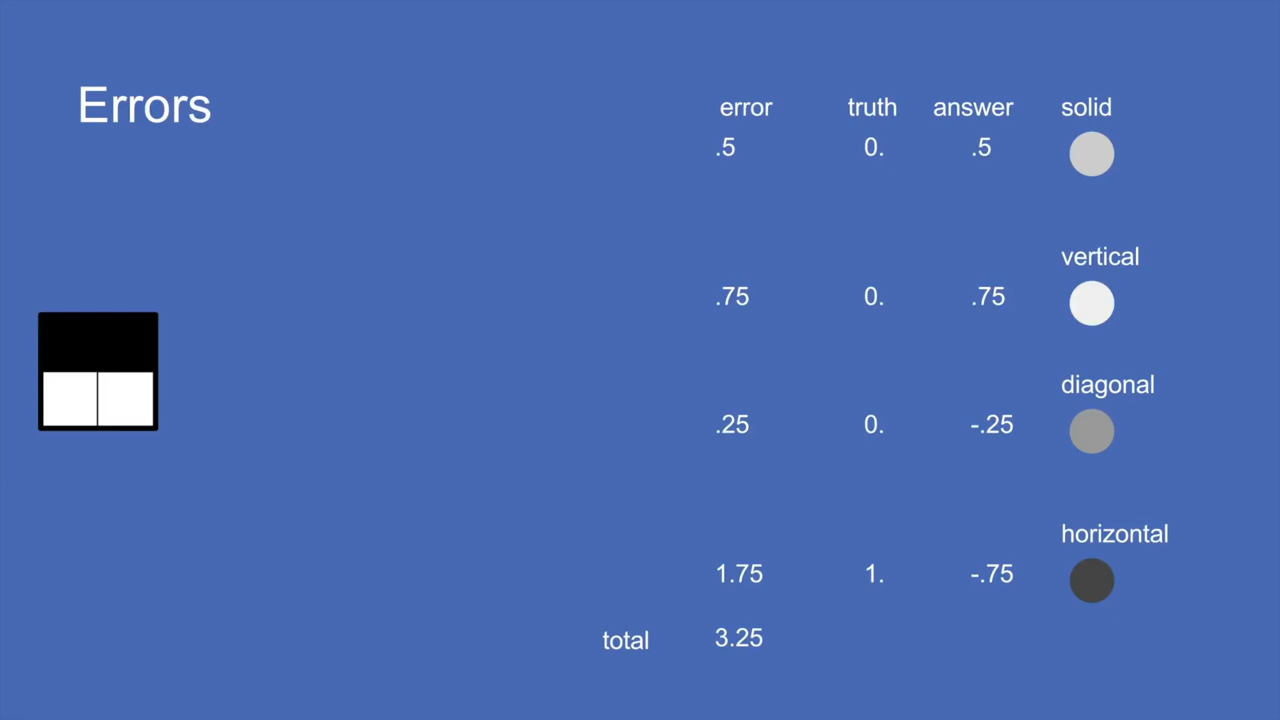 Errors
error truth answer solid
.5 0. .5
vertical
.75 0. .75
diagonal
.25 0. -.25
horizontal
1.75 1. -.75
total 3.25